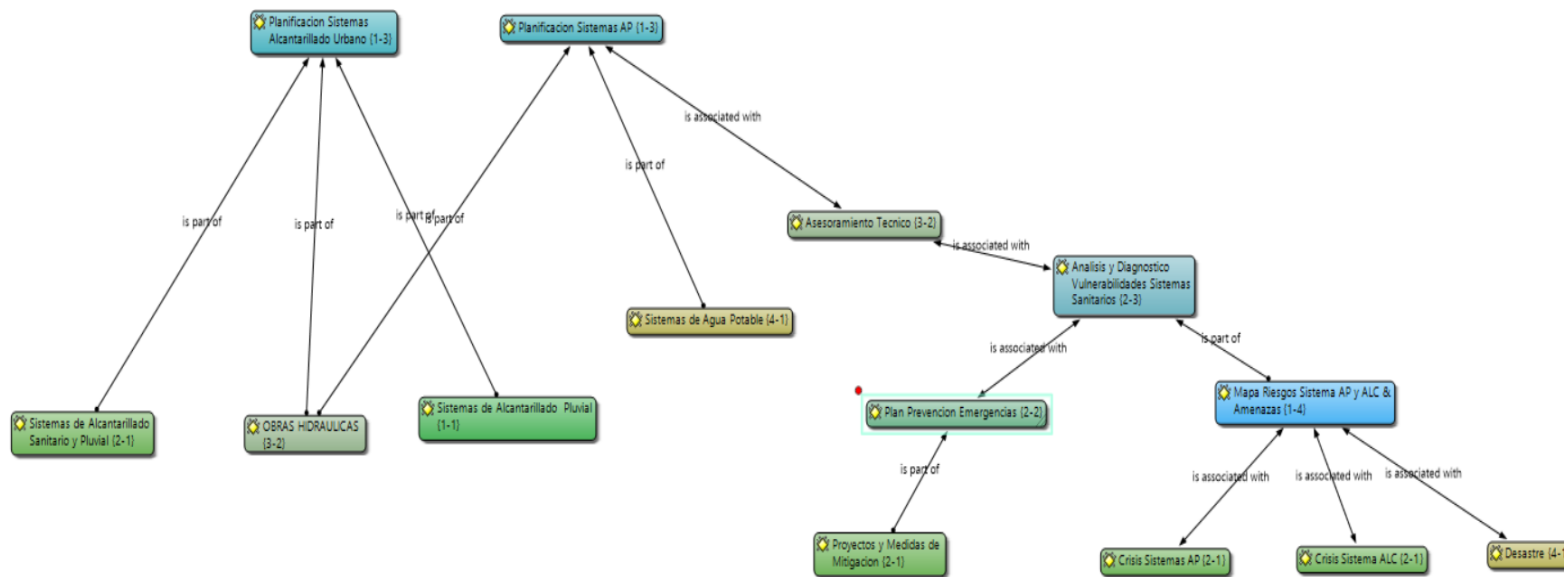 Planificacion Sistemas
Alcantarillado Urbano {1-3}
Planificacion Sistemas AP {1-3}
is associated with
is part of
is part of
is part of
is part of
is part of
Asesoramiento Tecnico {3-2}
is associated with
Analisis y Diagnostico
Vulnerabilidades Sistemas
Sanitarios {2-3}
Sistemas de Agua Potable {4-1}
is associated with
is part of
Sistemas de Alcantarillado
Sanitario y Pluvial {2-1}
OBRAS HIDRAULICAS
{3-2}
Sistemas de Alcantarillado Pluvial
{1-1}
Plan Prevencion Emergencias {2-2}
Mapa Riesgos Sistema AP y ALC &
Amenazas {1-4}
is part of
is associated with
is associated with
is associated with
Proyectos y Medidas de
Mitigacion {2-1}
Crisis Sistemas AP {2-1}
Crisis Sistema ALC {2-1}
Desastre {4-1